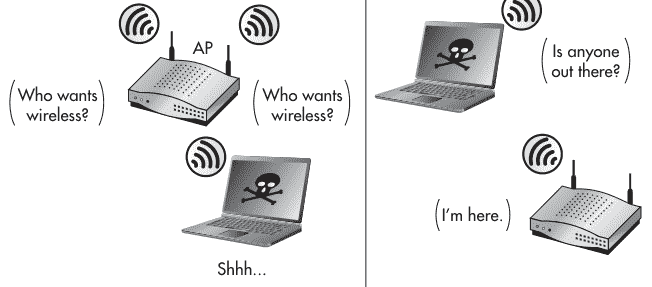 AP
(Who wants
wireless?)
(Who wants
wireless?)
Shhh...
(Is anyone
out there?)
(I'm here.)